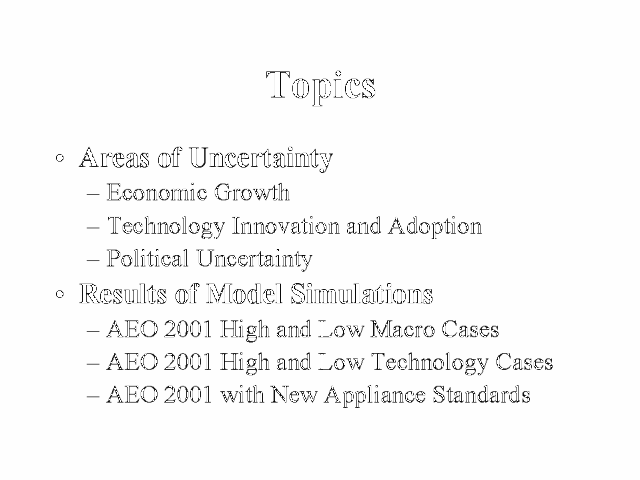 Topics
◦ Areas of Uncertainty
– Economic Growth
– Technology Innovation and Adoption
– Political Uncertainty
◦ Results of Model Simulations
– AEO 2001 High and Low Macro Cases
– AEO 2001 High and Low Technology Cases
– AEO 2001 with New Appliance Standards